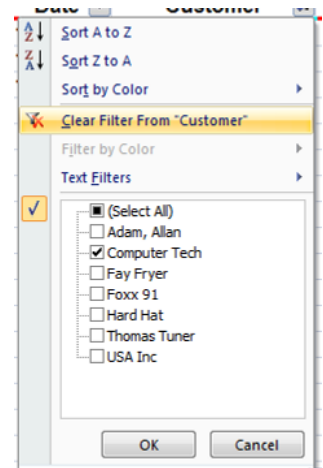 Date Customer
Sort A to Z
Sort Z to A
Sort by Color
Clear Filter From "Customer"
Filter by Color
Text Filters
(Select All)
Adam, Allan
Computer Tech
Fay Fryer
Foxx 91
Hard Hat
Thomas Tuner
USA Inc
OK Cancel